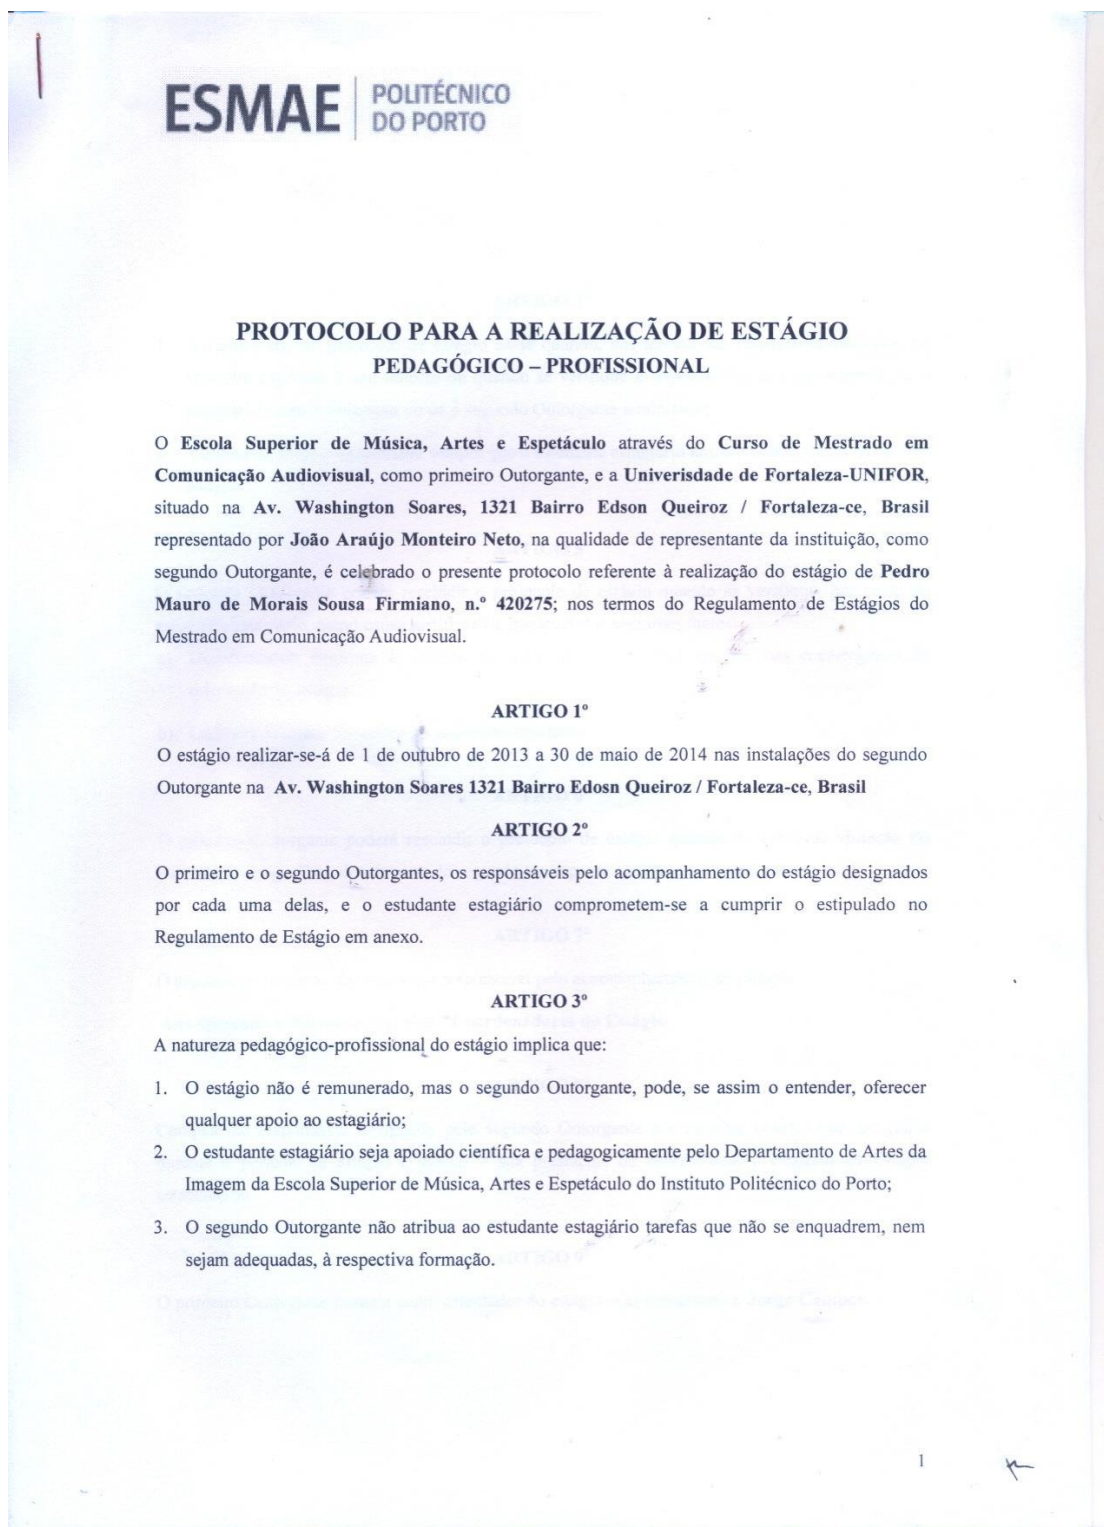 ESMAE
POLITÉCNICO
DO PORTO
PROTOCOLO PARA A REALIZAÇÃO DE ESTÁGIO
PEDAGÓGICO – PROFISSIONAL
O Escola Superior de Música, Artes e Espetáculo através do Curso de Mestrado em
Comunicação Audiovisual, como primeiro Outorgante, e a Univerisdade de Fortaleza-UNIFOR,
situado na Av. Washington Soares, 1321 Bairro Edson Queiroz / Fortaleza-ce, Brasil
representado por João Araújo Monteiro Neto, na qualidade de representante da instituição, como
segundo Outorgante, é celebrado o presente protocolo referente à realização do estágio de Pedro
Mauro de Morais Sousa Firmiano, n.º 420275; nos termos do Regulamento de Estágios do
Mestrado em Comunicação Audiovisual.
ARTIGO 1º
O estágio realizar-se-á de 1 de outubro de 2013 a 30 de maio de 2014 nas instalações do segundo
Outorgante na Av. Washington Soares 1321 Bairro Edosn Queiroz / Fortaleza-ce, Brasil
ARTIGO 2º
O primeiro e o segundo Outorgantes, os responsáveis pelo acompanhamento do estágio designados
por cada uma delas, e o estudante estagiário comprometem-se a cumprir o estipulado no
Regulamento de Estágio em anexo.
ARTIGO 3º
A natureza pedagógico-profissional do estágio implica que:
1. O estágio não é remunerado, mas o segundo Outorgante, pode, se assim o entender, oferecer
qualquer apoio ao estagiário;
2. O estudante estagiário seja apoiado científica e pedagogicamente pelo Departamento de Artes da
Imagem da Escola Superior de Música, Artes e Espetáculo do Instituto Politécnico do Porto;
3. O segundo Outorgante não atribua ao estudante estagiário tarefas que não se enquadrem, nem
sejam adequadas, à respectiva formação.
1